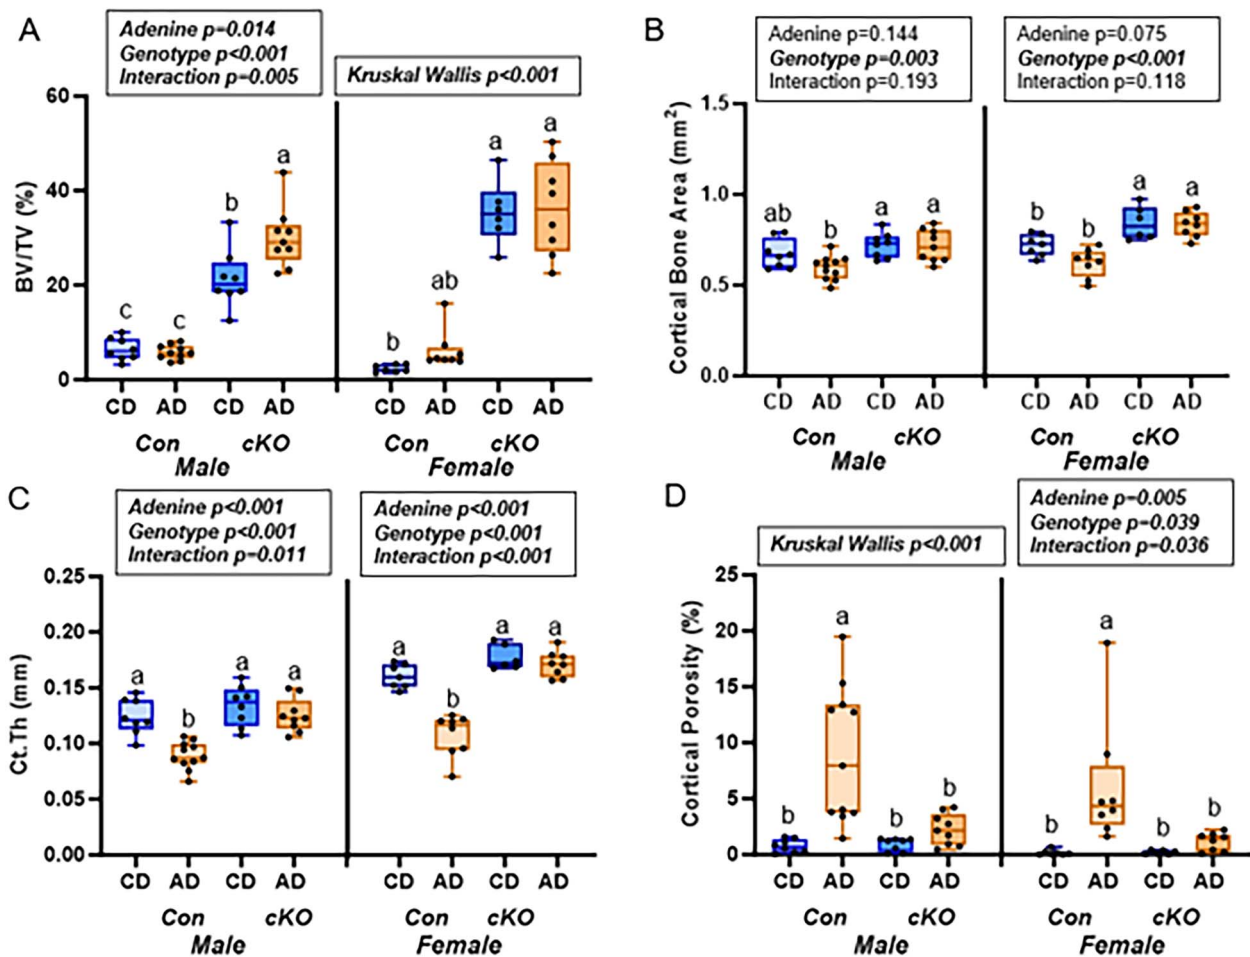 A
Adenine p=0.014
Genotype p<0.001
Interaction p=0.005
Kruskal Wallis p<0.001
BV/TV (%)
60
40
20
0
c
c
b
a
b
ab
a
a
CD AD CD AD CD AD CD AD
Con cKO Con cKO
Male Female
B
Adenine p=0.144
Genotype p=0.003
Interaction p=0.193
Adenine p=0.075
Genotype p<0.001
Interaction p=0.118
Cortical Bone Area (mm²)
1.5
1.0
0.5
0.0
ab
b
a
a
b
b
a
a
CD AD CD AD CD AD CD AD
Con cKO Con cKO
Male Female
C
Adenine p<0.001
Genotype p<0.001
Interaction p=0.011
Adenine p<0.001
Genotype p<0.001
Interaction p<0.001
Ct.Th (mm)
0.25
0.20
0.15
0.10
0.05
0.00
a
b
a
a
a
b
a
a
CD AD CD AD CD AD CD AD
Con cKO Con cKO
Male Female
D
Kruskal Wallis p<0.001
Adenine p=0.005
Genotype p=0.039
Interaction p=0.036
Cortical Porosity (%)
25
20
15
10
5
0
b
a
b
b
b
a
b
b
CD AD CD AD CD AD CD AD
Con cKO Con cKO
Male Female